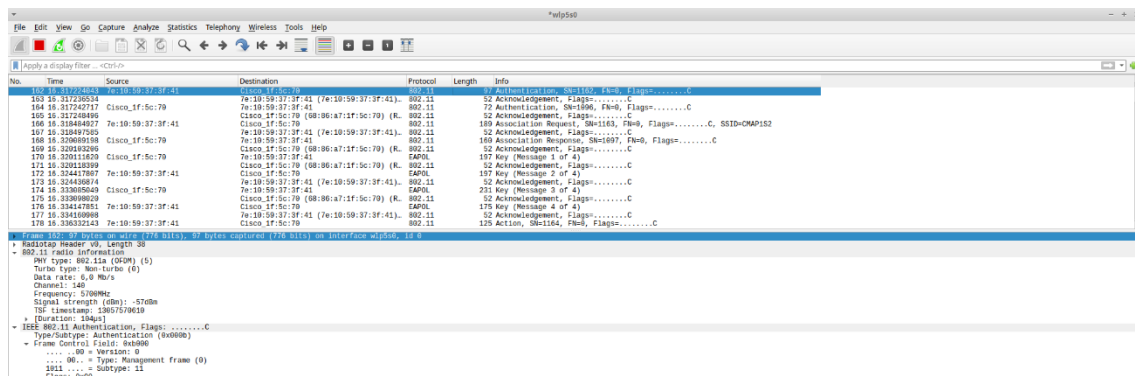 *wlp5s0
File Edit View Go Capture Analyze Statistics Telephony Wireless Tools Help
Apply a display filter ... <Ctrl-/>
No. Time Source Destination Protocol Length Info
162 16.317224043 7e:10:59:37:3f:41 Cisco_1f:5c:70 802.11 97 Authentication, SN=1162, FN=0, Flags=........C
163 16.317236534 7e:10:59:37:3f:41 (7e:10:59:37:3f:41)… 802.11 52 Acknowledgement, Flags=........C
164 16.317242717 Cisco_1f:5c:70 7e:10:59:37:3f:41 802.11 72 Authentication, SN=1096, FN=0, Flags=........C
165 16.317248496 Cisco_1f:5c:70 (68:86:a7:1f:5c:70) (R… 802.11 52 Acknowledgement, Flags=........C
166 16.318484927 7e:10:59:37:3f:41 Cisco_1f:5c:70 802.11 189 Association Request, SN=1163, FN=0, Flags=........C, SSID=CMAP1S2
167 16.318497585 7e:10:59:37:3f:41 (7e:10:59:37:3f:41)… 802.11 52 Acknowledgement, Flags=........C
168 16.320089198 Cisco_1f:5c:70 7e:10:59:37:3f:41 802.11 160 Association Response, SN=1097, FN=0, Flags=........C
169 16.320103206 Cisco_1f:5c:70 (68:86:a7:1f:5c:70) (R… 802.11 52 Acknowledgement, Flags=........C
170 16.320111620 Cisco_1f:5c:70 7e:10:59:37:3f:41 EAPOL 197 Key (Message 1 of 4)
171 16.320118399 Cisco_1f:5c:70 (68:86:a7:1f:5c:70) (R… 802.11 52 Acknowledgement, Flags=........C
172 16.324417807 7e:10:59:37:3f:41 Cisco_1f:5c:70 EAPOL 197 Key (Message 2 of 4)
173 16.324436874 7e:10:59:37:3f:41 (7e:10:59:37:3f:41)… 802.11 52 Acknowledgement, Flags=........C
174 16.333085049 Cisco_1f:5c:70 7e:10:59:37:3f:41 EAPOL 231 Key (Message 3 of 4)
175 16.333098020 Cisco_1f:5c:70 (68:86:a7:1f:5c:70) (R… 802.11 52 Acknowledgement, Flags=........C
176 16.334147851 7e:10:59:37:3f:41 Cisco_1f:5c:70 EAPOL 175 Key (Message 4 of 4)
177 16.334160908 7e:10:59:37:3f:41 (7e:10:59:37:3f:41)… 802.11 52 Acknowledgement, Flags=........C
178 16.336332143 7e:10:59:37:3f:41 Cisco_1f:5c:70 802.11 125 Action, SN=1164, FN=0, Flags=........C
Frame 162: 97 bytes on wire (776 bits), 97 bytes captured (776 bits) on interface wlp5s0, id 0
Radiotap Header v0, Length 38
802.11 radio information
PHY type: 802.11a (OFDM) (5)
Turbo type: Non-turbo (0)
Data rate: 6,0 Mb/s
Channel: 140
Frequency: 5700MHz
Signal strength (dBm): -57dBm
TSF timestamp: 13057570610
[Duration: 104µs]
IEEE 802.11 Authentication, Flags: ........C
Type/Subtype: Authentication (0x000b)
Frame Control Field: 0xb000
.... ..00 = Version: 0
.... 00.. = Type: Management frame (0)
1011 .... = Subtype: 11
Flags: 0x00